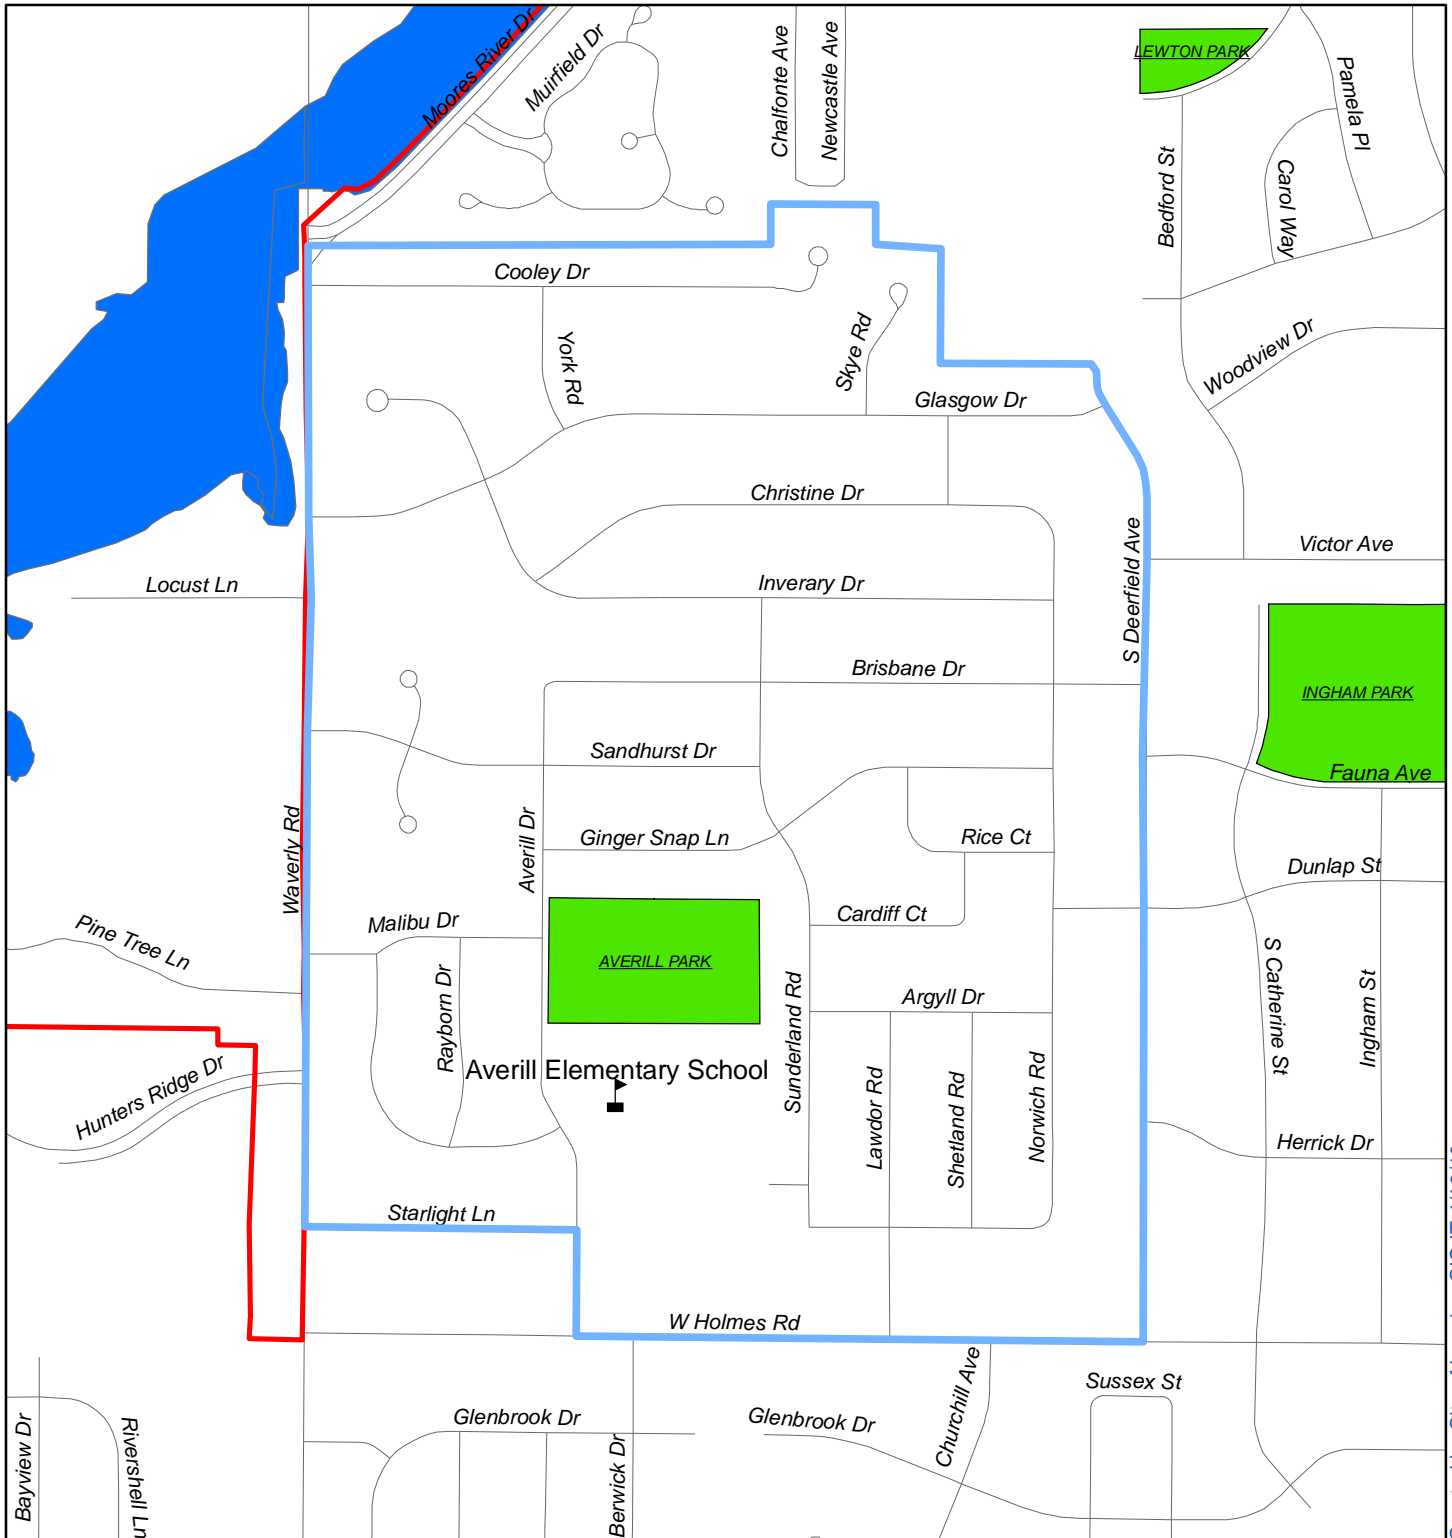 Moores River Dr
Muirfield Dr
Chalfonte Ave
Newcastle Ave
LEWTON PARK
Pamela Pl
Bedford St
Carol Way
Cooley Dr
York Rd
Skye Rd
Glasgow Dr
Woodview Dr
Christine Dr
S Deerfield Ave
Victor Ave
Locust Ln
Inverary Dr
Brisbane Dr
INGHAM PARK
Sandhurst Dr
Fauna Ave
Waverly Rd
Averill Dr
Ginger Snap Ln
Rice Ct
Dunlap St
Pine Tree Ln
Malibu Dr
Cardiff Ct
AVERILL PARK
Rayborn Dr
Sunderland Rd
Argyll Dr
S Catherine St
Ingham St
Averill Elementary School
Hunters Ridge Dr
Lawdor Rd
Shetland Rd
Norwich Rd
Herrick Dr
Starlight Ln
W Holmes Rd
Churchill Ave
Sussex St
Bayview Dr
Rivershell Ln
Glenbrook Dr
Glenbrook Dr
Berwick Dr